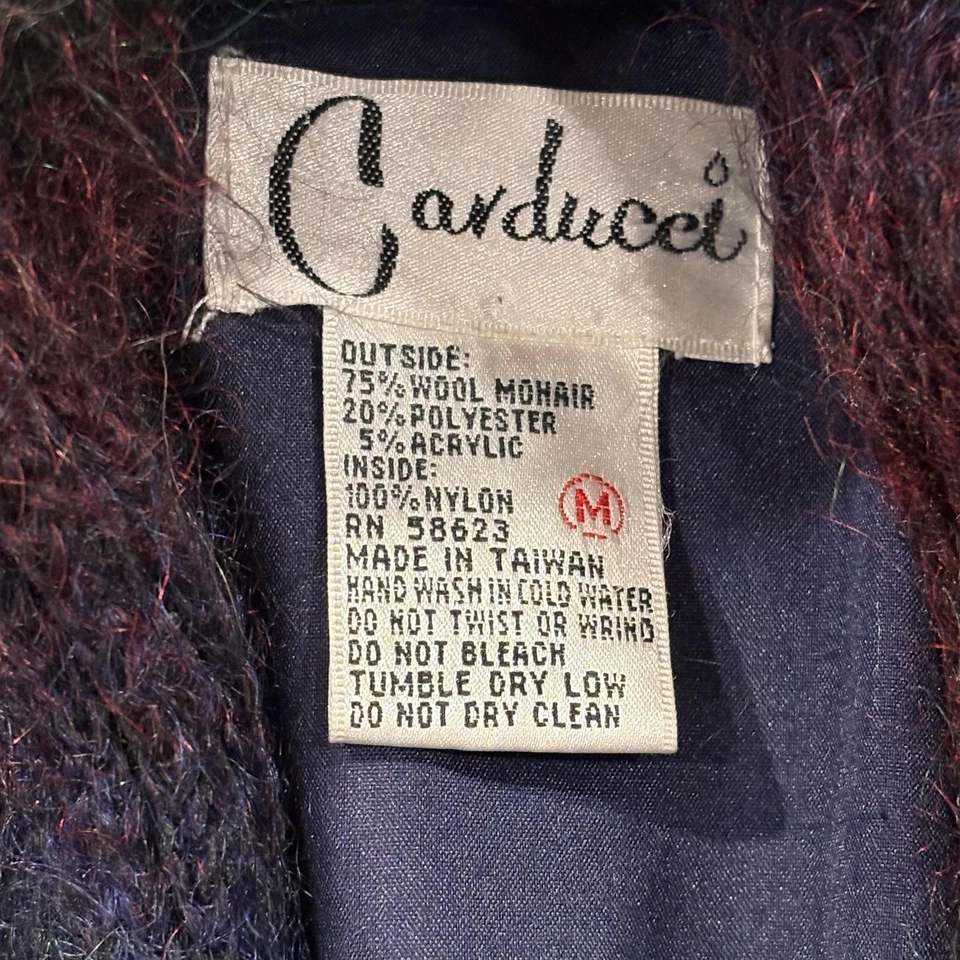 Carducci
OUTSIDE:
75% WOOL MOHAIR
20% POLYESTER
5% ACRYLIC
INSIDE:
100% NYLON
M
RN 58623
MADE IN TAIWAN
HAND WASH IN COLD WATER
DO NOT TWIST OR WRING
DO NOT BLEACH
TUMBLE DRY LOW
DO NOT DRY CLEAN